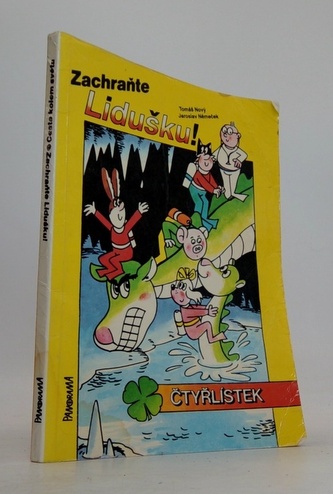 Zachraňte
Lidušku!
Tomáš Nový
Jaroslav Němeček
ČTYŘLÍSTEK
PANORAMA
Cesta kolem světa
Zachraňte Lidušku!
PANORAMA